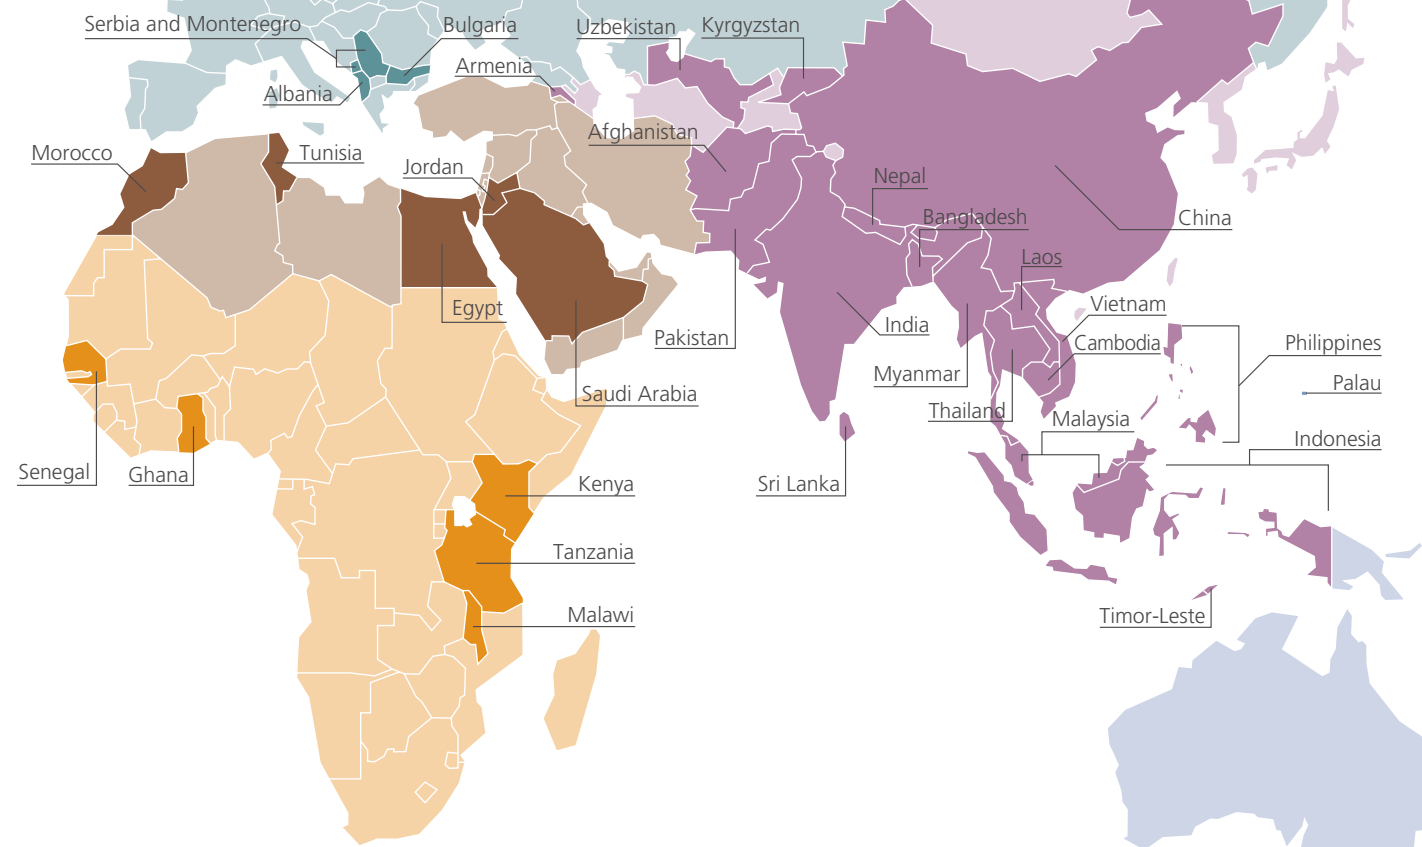 Serbia and Montenegro
Bulgaria
Uzbekistan
Kyrgyzstan
Armenia
Albania
Afghanistan
Morocco
Tunisia
Jordan
Nepal
Bangladesh
China
Laos
Egypt
Vietnam
India
Pakistan
Cambodia
Philippines
Myanmar
Palau
Saudi Arabia
Thailand
Malaysia
Indonesia
Senegal
Ghana
Kenya
Sri Lanka
Tanzania
Malawi
Timor-Leste